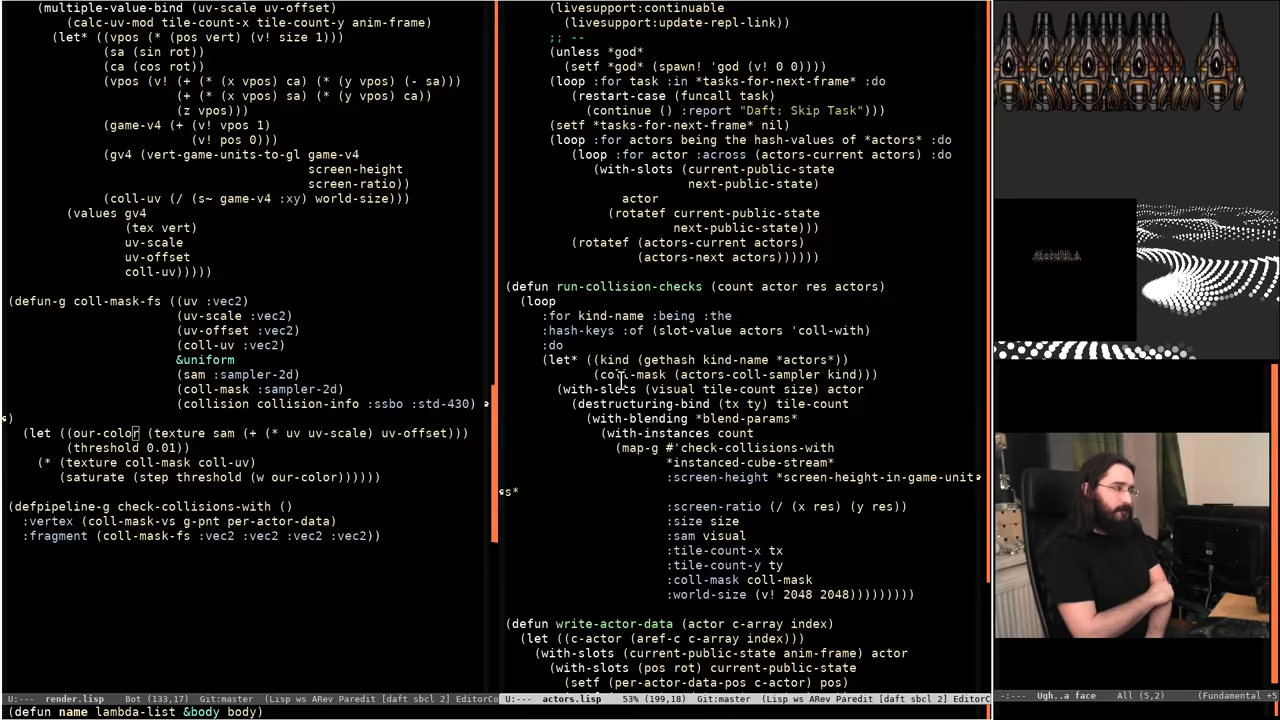 (multiple-value-bind (uv-scale uv-offset)
(calc-uv-mod tile-count-x tile-count-y anim-frame)
(let* ((vpos (* (pos vert) (v! size 1)))
(sa (sin rot))
(ca (cos rot))
(vpos (v! (+ (* (x vpos) ca) (* (y vpos) (- sa)))
(+ (* (x vpos) sa) (* (y vpos) ca))
(z vpos)))
(game-v4 (+ (v! vpos 1)
(v! pos 0)))
(gv4 (vert-game-units-to-gl game-v4
screen-height
screen-ratio))
(coll-uv (/ (s~ game-v4 :xy) world-size)))
(values gv4
(tex vert)
uv-scale
uv-offset
coll-uv)))))
(defun-g coll-mask-fs ((uv :vec2)
(uv-scale :vec2)
(uv-offset :vec2)
(coll-uv :vec2)
&uniform
(sam :sampler-2d)
(coll-mask :sampler-2d)
(collision collision-info :ssbo :std-430)
)
(let ((our-color (texture sam (+ (* uv uv-scale) uv-offset)))
(threshold 0.01))
(* (texture coll-mask coll-uv)
(saturate (step threshold (w our-color))))))
(defpipeline-g check-collisions-with ()
:vertex (coll-mask-vs g-pnt per-actor-data)
:fragment (coll-mask-fs :vec2 :vec2 :vec2 :vec2))
U:--- render.lisp Bot (133,17) Git:master (Lisp ws ARev Paredit [daft sbcl 2] EditorCo
(defun name lambda-list &body body)
(livesupport:continuable
(livesupport:update-repl-link))
;; --
(unless *god*
(setf *god* (spawn! 'god (v! 0 0))))
(loop :for task :in *tasks-for-next-frame* :do
(restart-case (funcall task)
(continue () :report "Daft: Skip Task")))
(setf *tasks-for-next-frame* nil)
(loop :for actors being the hash-values of *actors* :do
(loop :for actor :across (actors-current actors) :do
(with-slots (current-public-state
next-public-state)
actor
(rotatef current-public-state
next-public-state)))
(rotatef (actors-current actors)
(actors-next actors))))))
(defun run-collision-checks (count actor res actors)
(loop
:for kind-name :being :the
:hash-keys :of (slot-value actors 'coll-with)
:do
(let* ((kind (gethash kind-name *actors*))
(coll-mask (actors-coll-sampler kind)))
(with-slots (visual tile-count size) actor
(destructuring-bind (tx ty) tile-count
(with-blending *blend-params*
(with-instances count
(map-g #'check-collisions-with
*instanced-cube-stream*
:screen-height *screen-height-in-game-unit
s*
:screen-ratio (/ (x res) (y res))
:size size
:sam visual
:tile-count-x tx
:tile-count-y ty
:coll-mask coll-mask
:world-size (v! 2048 2048)))))))))
(defun write-actor-data (actor c-array index)
(let ((c-actor (aref-c c-array index)))
(with-slots (current-public-state anim-frame) actor
(with-slots (pos rot) current-public-state
(setf (per-actor-data-pos c-actor) pos)
U:--- actors.lisp 53% (199,18) Git:master (Lisp ws ARev Paredit [daft sbcl 2] EditorC
-:--- Ugh..a face All (5,2) (Fundamental +5